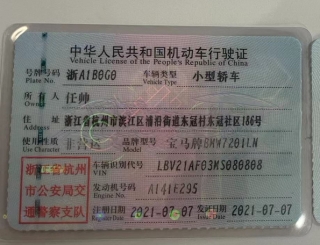 中华人民共和国机动车行驶证
Vehicle License of the People's Republic of China
号牌号码 浙A1B0G0 车辆类型 小型轿车
Plate No. Vehicle Type
所有人 任帅
Owner
住址 浙江省杭州市滨江区浦沿街道东冠村东冠社区186号
Address
使用性质 非营运 品牌型号 宝马牌BMW7201LN
Use Character Model
浙江省杭州 车辆识别代号 LBV21AF03MS080808
VIN
市公安局交 发动机号码 A141E295
Engine No.
通警察支队 注册日期 2021-07-07 发证日期 2021-07-07
Register Date Issue Date